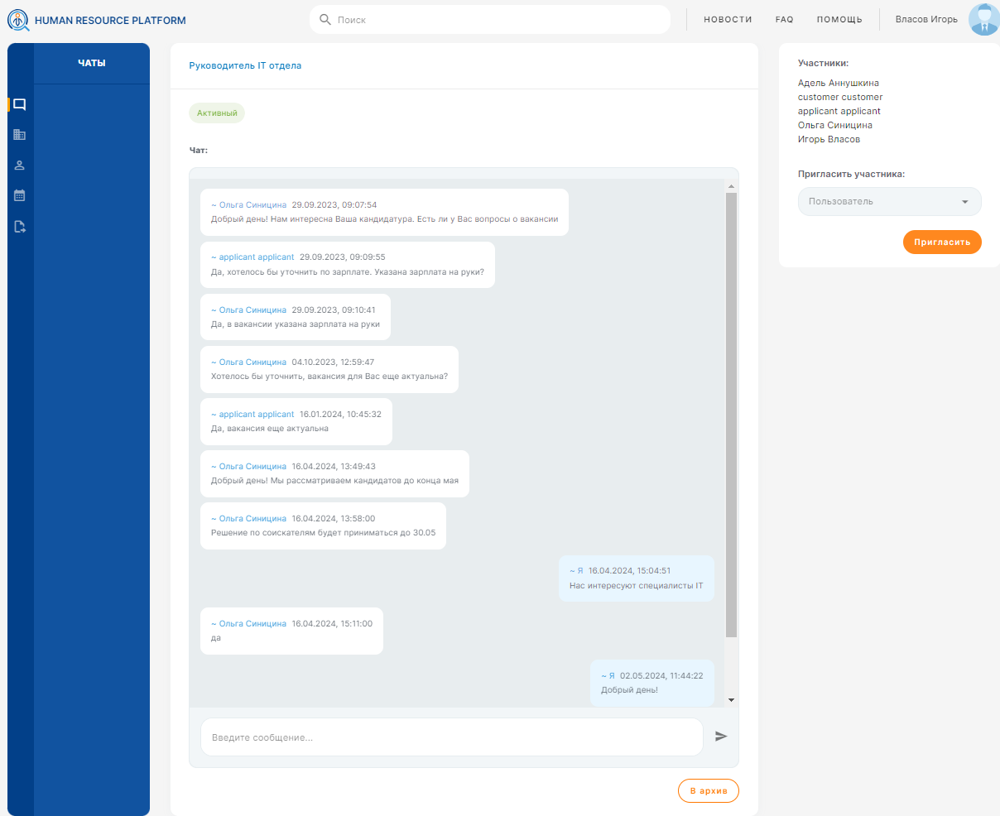 HUMAN RESOURCE PLATFORM
Поиск
НОВОСТИ
FAQ
ПОМОЩЬ
Власов Игорь
ЧАТЫ
Руководитель IT отдела
Активный
Чат:
~ Ольга Синицина 29.09.2023, 09:07:54
Добрый день! Нам интересна Ваша кандидатура. Есть ли у Вас вопросы о вакансии
~ applicant applicant 29.09.2023, 09:09:55
Да, хотелось бы уточнить по зарплате. Указана зарплата на руки?
~ Ольга Синицина 29.09.2023, 09:10:41
Да, в вакансии указана зарплата на руки
~ Ольга Синицина 04.10.2023, 12:59:47
Хотелось бы уточнить, вакансия для Вас еще актуальна?
~ applicant applicant 16.01.2024, 10:45:32
Да, вакансия еще актуальна
~ Ольга Синицина 16.04.2024, 13:49:43
Добрый день! Мы рассматриваем кандидатов до конца мая
~ Ольга Синицина 16.04.2024, 13:58:00
Решение по соискателям будет приниматься до 30.05
~ Я 16.04.2024, 15:04:51
Нас интересуют специалисты IT
~ Ольга Синицина 16.04.2024, 15:11:00
да
~ Я 02.05.2024, 11:44:22
Добрый день!
Введите сообщение...
В архив
Участники:
Адель Аннушкина
customer customer
applicant applicant
Ольга Синицина
Игорь Власов
Пригласить участника:
Пользователь
Пригласить